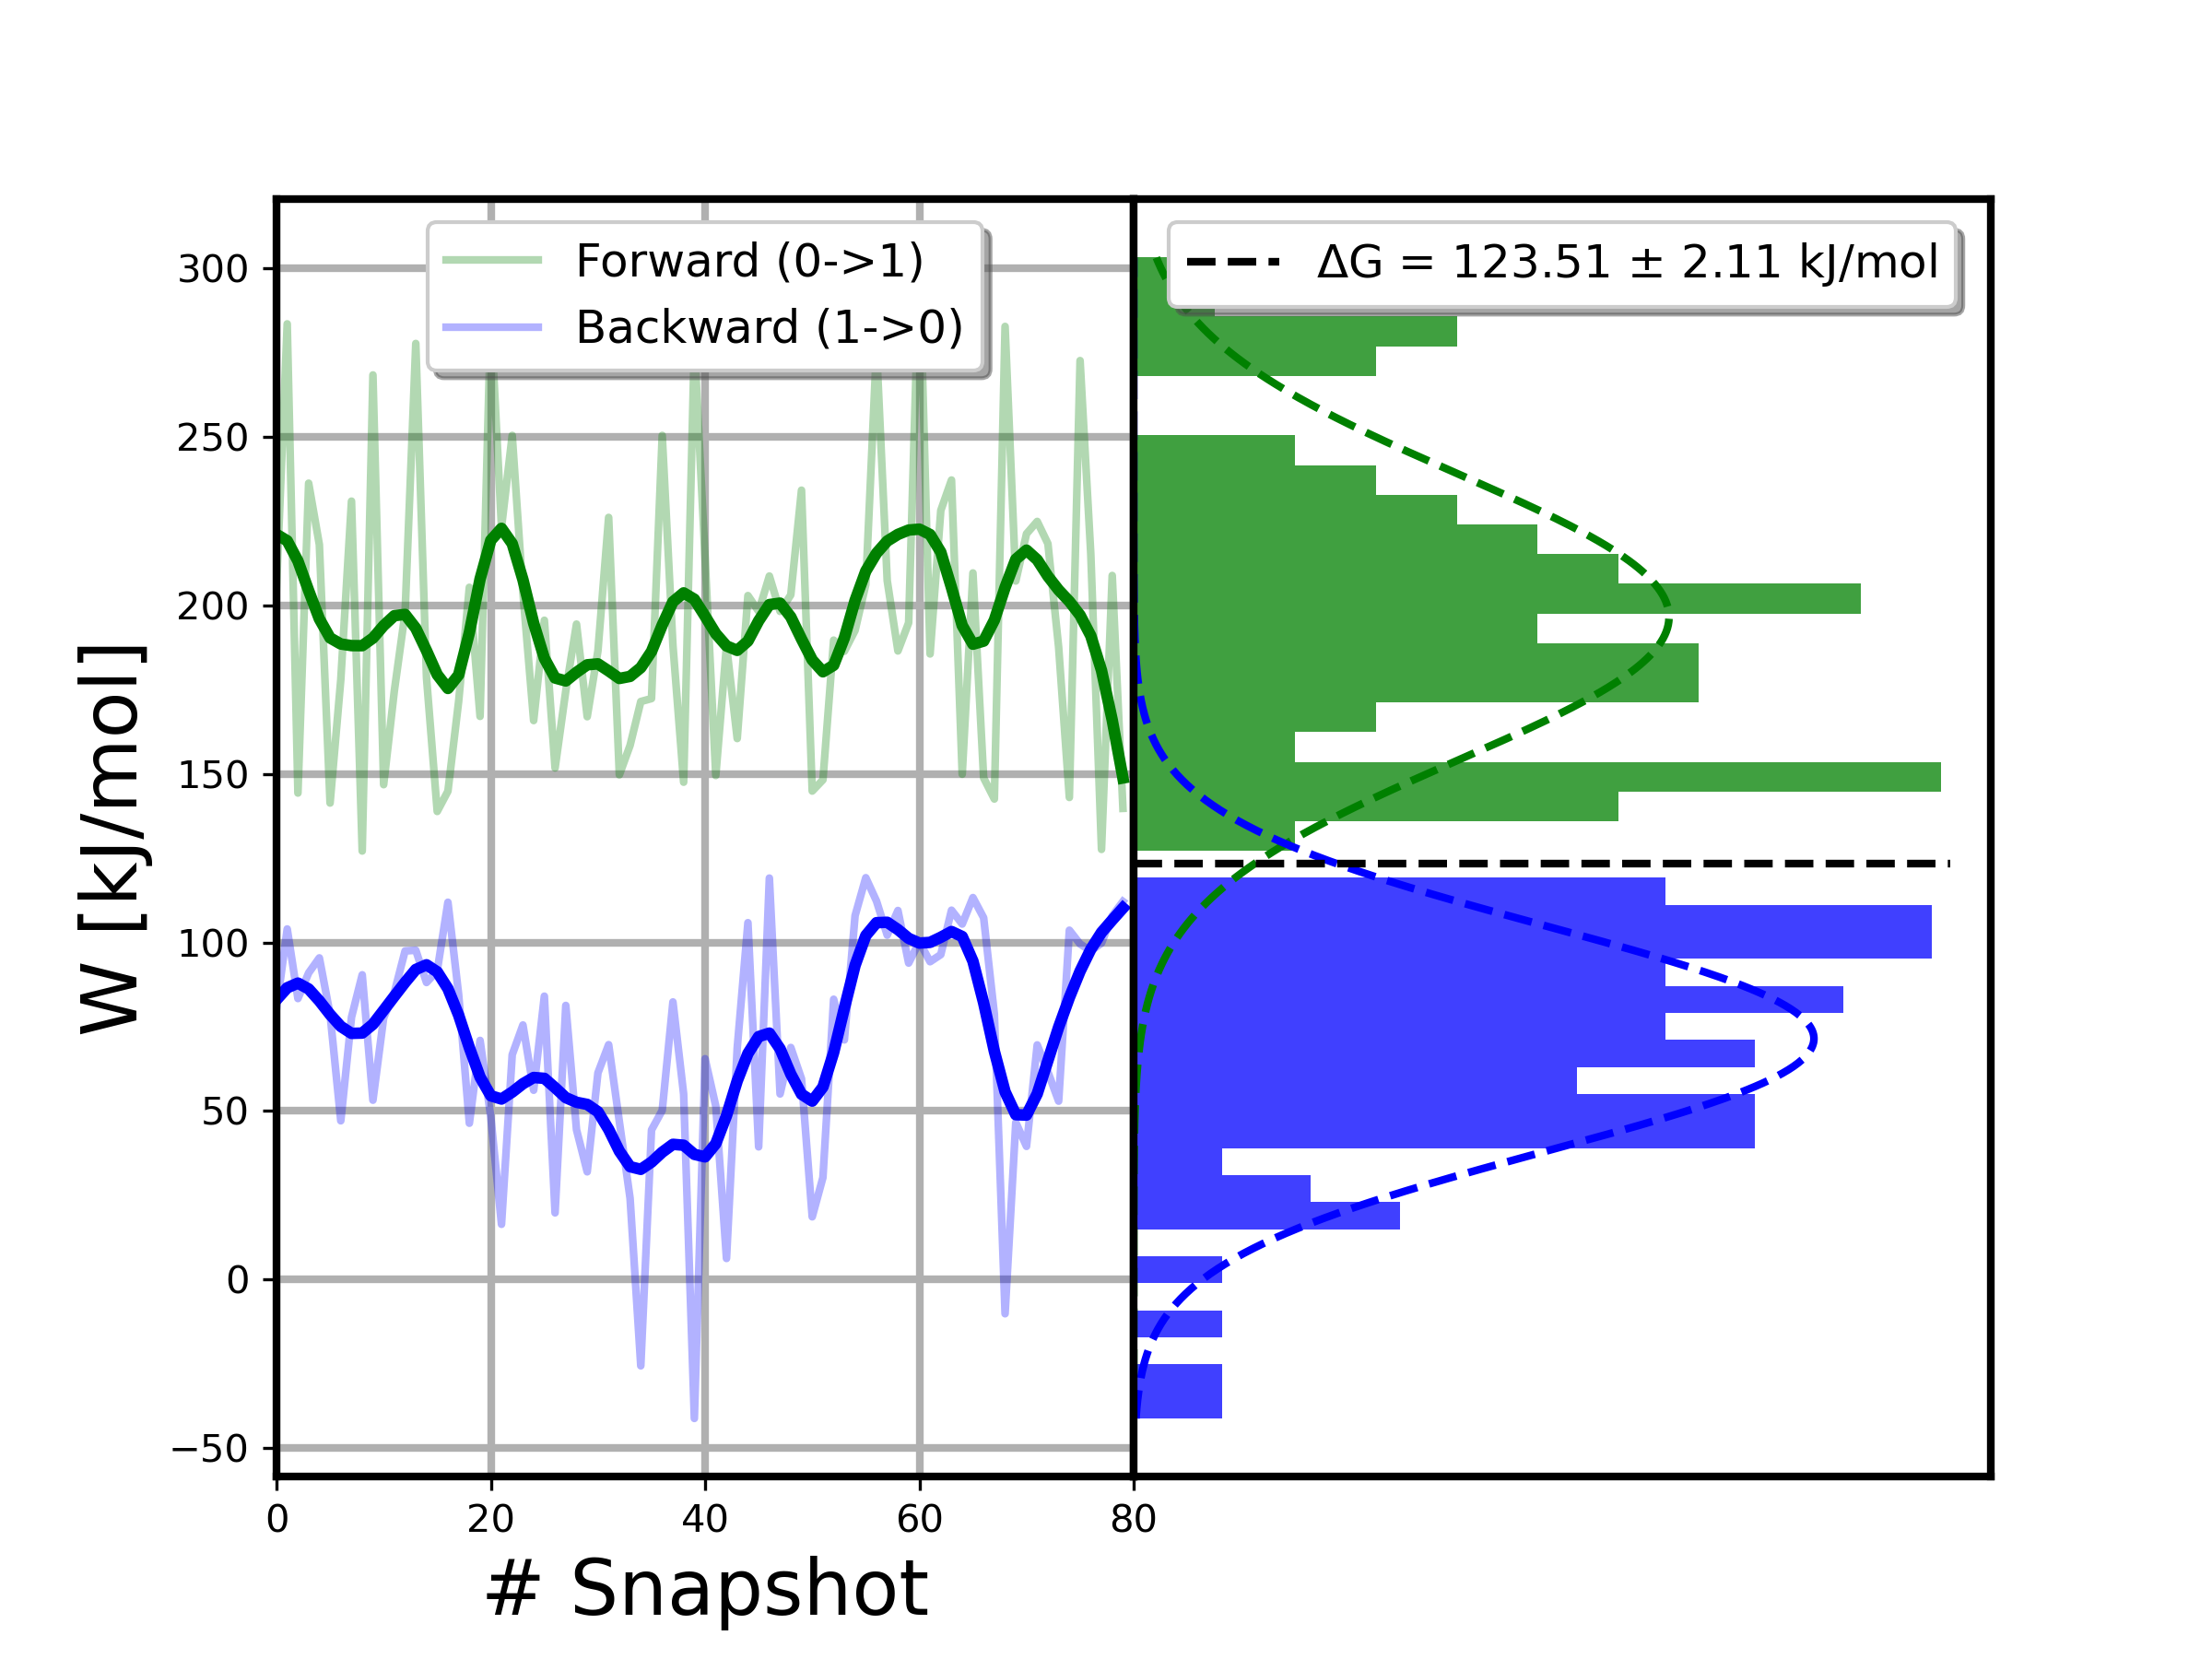 Forward (0->1)
Backward (1->0)
ΔG = 123.51 ± 2.11 kJ/mol
W [kJ/mol]
300
250
200
150
100
50
0
−50
0 20 40 60 80
# Snapshot